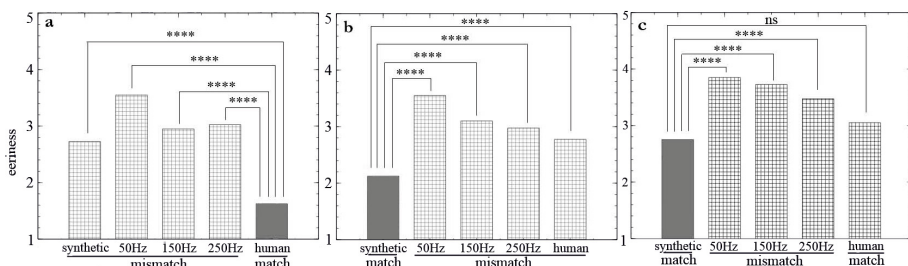 a
****
****
****
****
eeriness
5
4
3
2
1
synthetic 50Hz 150Hz 250Hz human
mismatch match
b
****
****
****
****
5
4
3
2
1
synthetic 50Hz 150Hz 250Hz human
match mismatch
c
ns
****
****
****
5
4
3
2
1
synthetic 50Hz 150Hz 250Hz human
match mismatch match